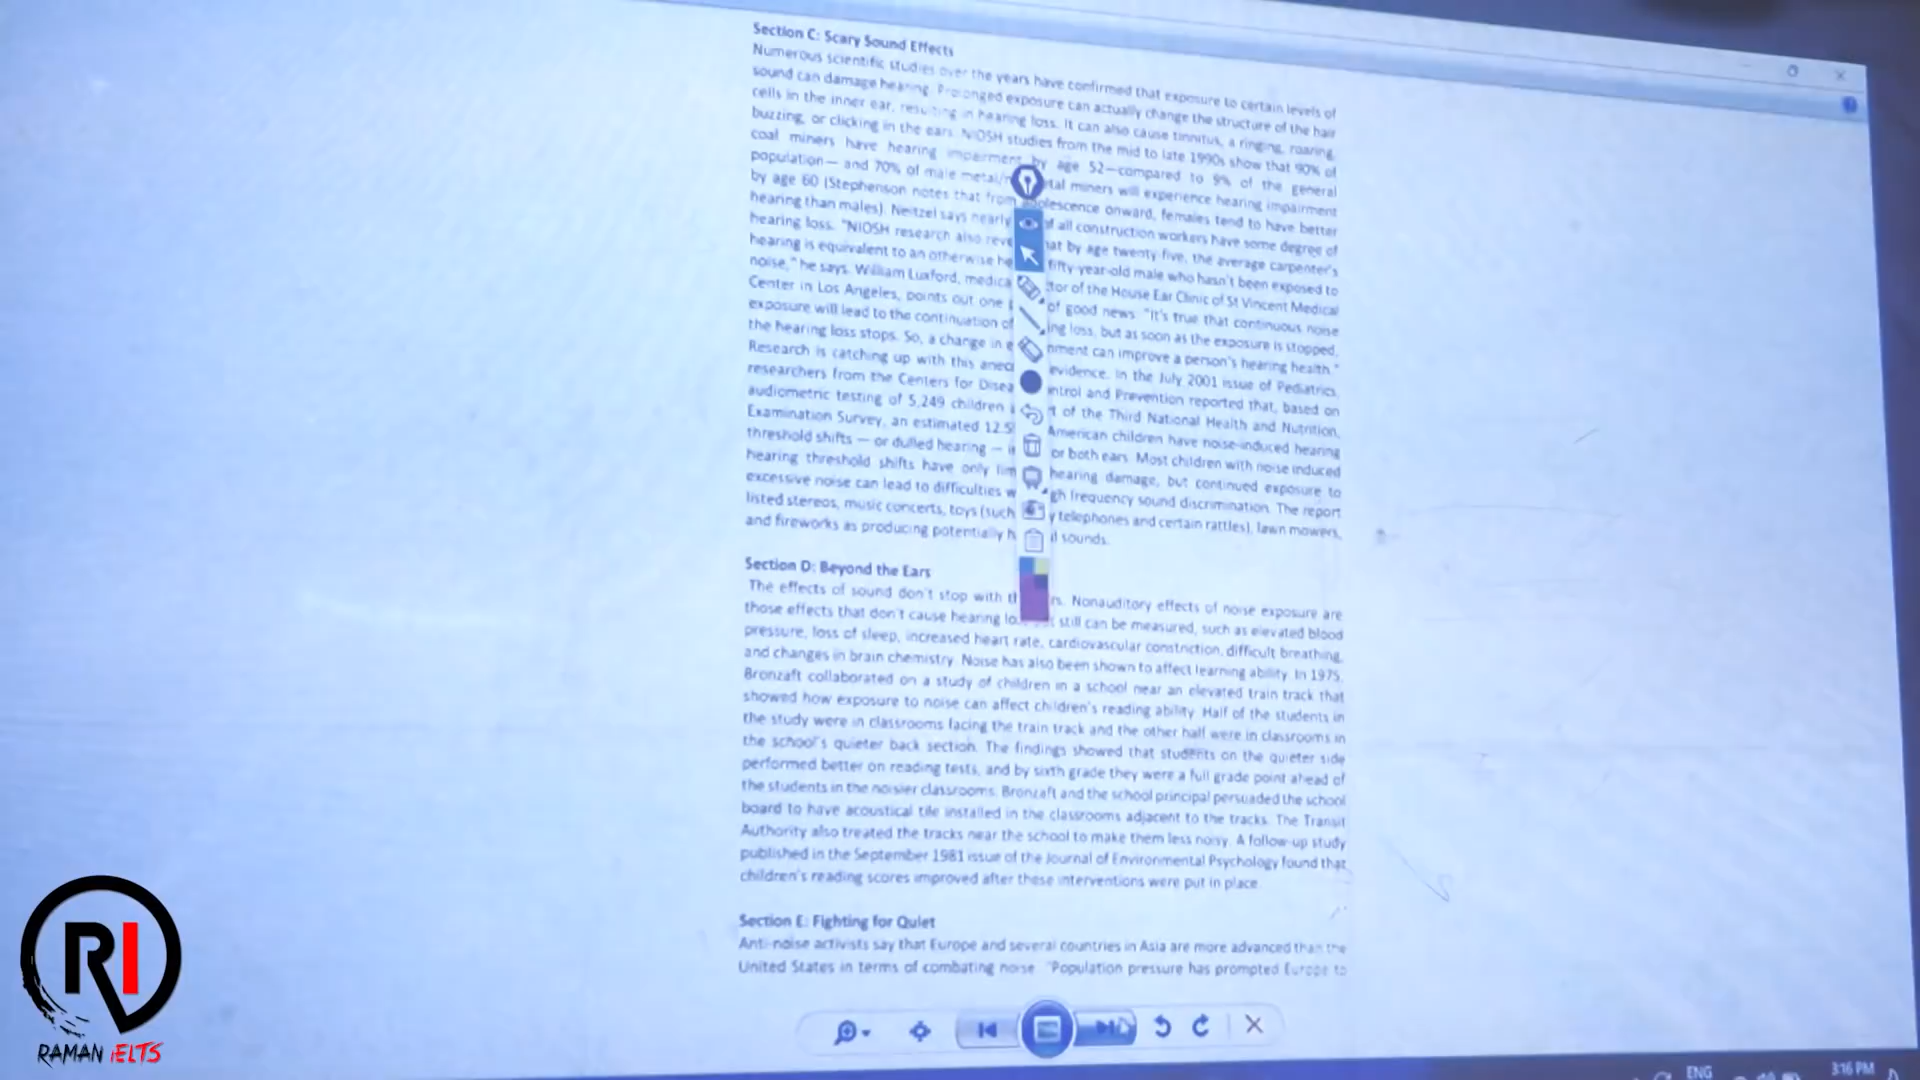 Section C: Scary Sound Effects
Numerous scientific studies over the years have confirmed that exposure to certain levels of
sound can damage hearing. Prolonged exposure can actually change the structure of the hair
cells in the inner ear, resulting in hearing loss. It can also cause tinnitus, a ringing, roaring,
buzzing, or clicking in the ears. NIOSH studies from the mid to late 1990s show that 90% of
coal miners have hearing impairment by age 52—compared to 9% of the general
population— and 70% of male metal/n etal miners will experience hearing impairment
by age 60 (Stephenson notes that from adolescence onward, females tend to have better
hearing than males). Neitzel says nearly of all construction workers have some degree of
hearing loss. "NIOSH research also reve hat by age twenty-five, the average carpenter's
hearing is equivalent to an otherwise he fifty-year-old male who hasn't been exposed to
noise," he says. William Luxford, medica tor of the House Ear Clinic of St Vincent Medical
Center in Los Angeles, points out one of good news. "It's true that continuous noise
exposure will lead to the continuation of ing loss, but as soon as the exposure is stopped,
the hearing loss stops. So, a change in e nment can improve a person's hearing health."
Research is catching up with this anec evidence. In the July 2001 issue of Pediatrics,
researchers from the Centers for Disea ntrol and Prevention reported that, based on
audiometric testing of 5,249 children t of the Third National Health and Nutrition,
Examination Survey, an estimated 12.5 American children have noise-induced hearing
threshold shifts — or dulled hearing — i or both ears. Most children with noise induced
hearing threshold shifts have only lim hearing damage, but continued exposure to
excessive noise can lead to difficulties w gh frequency sound discrimination. The report
listed stereos, music concerts, toys (such y telephones and certain rattles), lawn mowers,
and fireworks as producing potentially h l sounds.
Section D: Beyond the Ears
The effects of sound don't stop with th rs. Nonauditory effects of noise exposure are
those effects that don't cause hearing lo still can be measured, such as elevated blood
pressure, loss of sleep, increased heart rate, cardiovascular constriction, difficult breathing,
and changes in brain chemistry. Noise has also been shown to affect learning ability. In 1975,
Bronzaft collaborated on a study of children in a school near an elevated train track that
showed how exposure to noise can affect children's reading ability. Half of the students in
the study were in classrooms facing the train track and the other half were in classrooms in
the school's quieter back section. The findings showed that students on the quieter side
performed better on reading tests, and by sixth grade they were a full grade point ahead of
the students in the noisier classrooms. Bronzaft and the school principal persuaded the school
board to have acoustical tile installed in the classrooms adjacent to the tracks. The Transit
Authority also treated the tracks near the school to make them less noisy. A follow-up study
published in the September 1981 issue of the Journal of Environmental Psychology found that
children's reading scores improved after these interventions were put in place.
Section E: Fighting for Quiet
Anti-noise activists say that Europe and several countries in Asia are more advanced than the
United States in terms of combating noise. "Population pressure has prompted Europe to
RI
RAMAN iELTS
ENG
3:16 PM